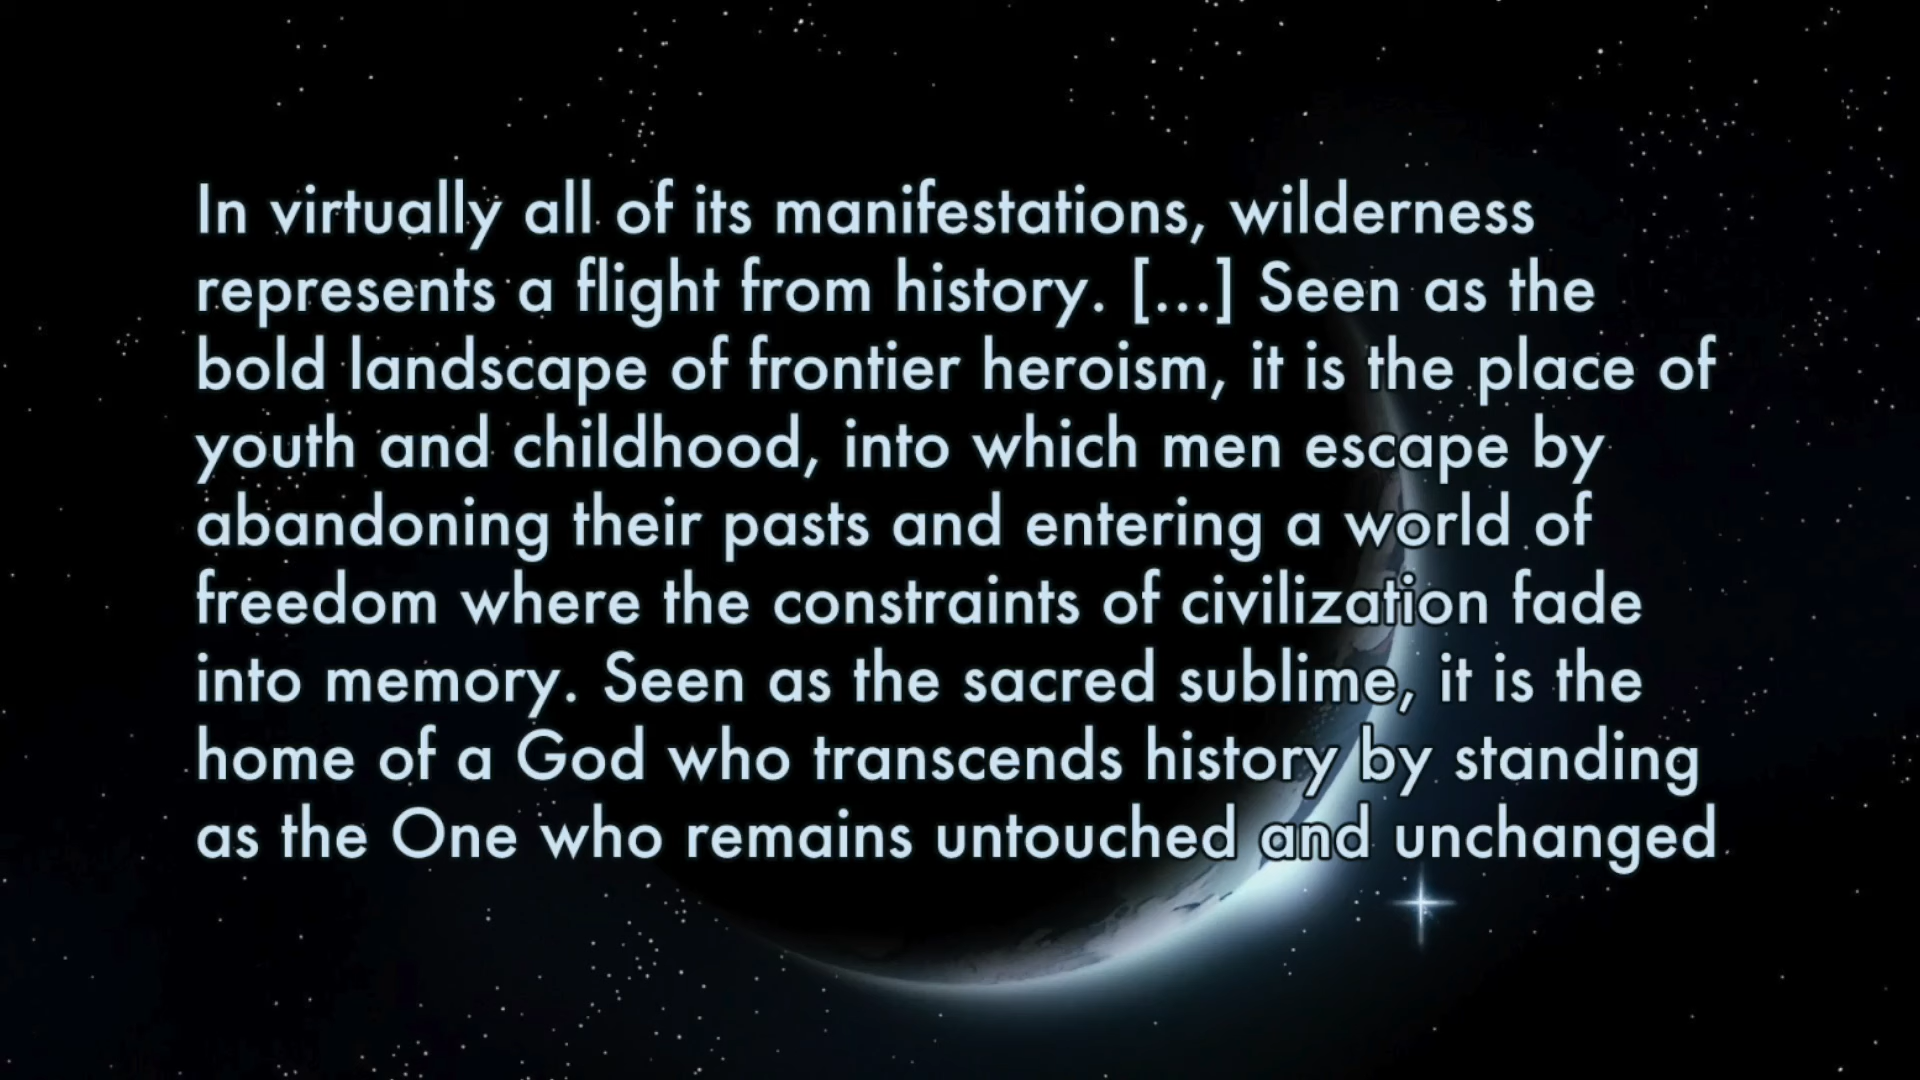 In virtually all of its manifestations, wilderness
represents a flight from history. [...] Seen as the
bold landscape of frontier heroism, it is the place of
youth and childhood, into which men escape by
abandoning their pasts and entering a world of
freedom where the constraints of civilization fade
into memory. Seen as the sacred sublime, it is the
home of a God who transcends history by standing
as the One who remains untouched and unchanged